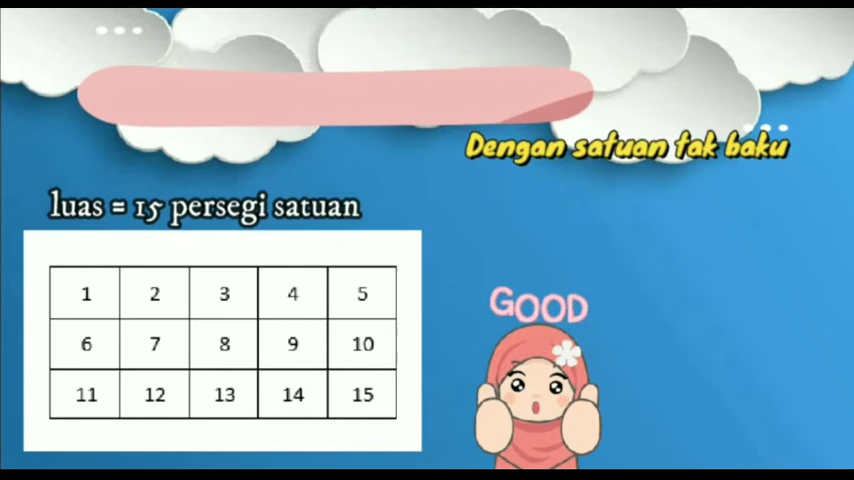 Dengan satuan tak baku
luas = 15 persegi satuan
1 2 3 4 5
6 7 8 9 10
11 12 13 14 15
GOOD